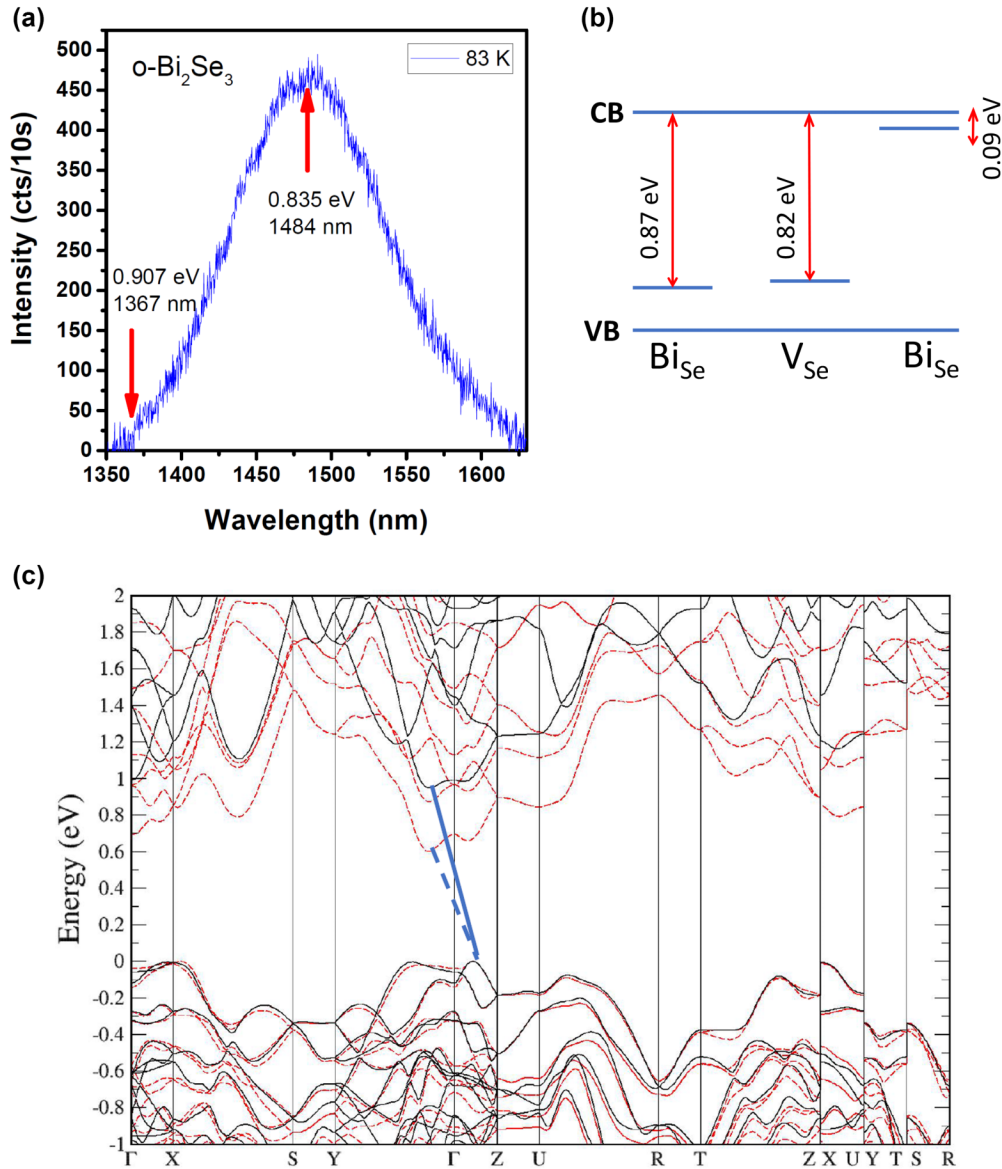 (a)
o-Bi₂Se₃
83 K
0.835 eV
1484 nm
0.907 eV
1367 nm
Intensity (cts/10s)
500
450
400
350
300
250
200
150
100
50
0
1350 1400 1450 1500 1550 1600
Wavelength (nm)
(b)
CB
0.87 eV
0.82 eV
0.09 eV
VB
Bi_Se V_Se Bi_Se
(c)
Energy (eV)
2
1.8
1.6
1.4
1.2
1
0.8
0.6
0.4
0.2
0
-0.2
-0.4
-0.6
-0.8
-1
Γ X S Y Γ Z U R T Z X U Y T S R